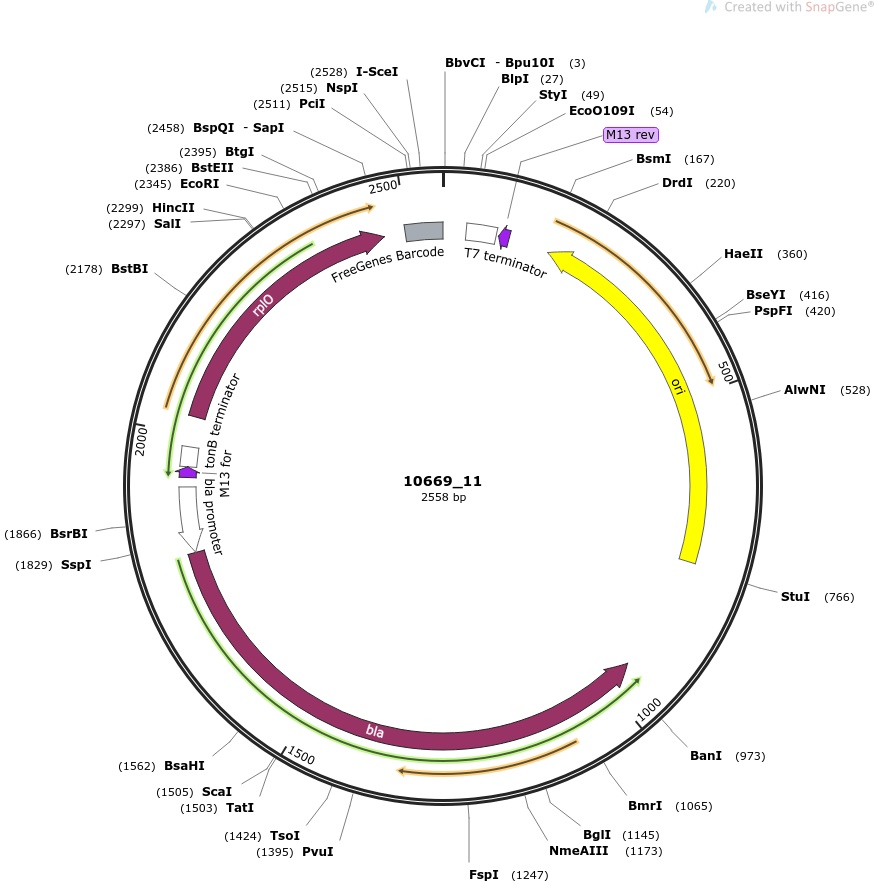 Created with SnapGene®
BbvCI - Bpu10I (3)
BlpI (27)
StyI (49)
EcoO109I (54)
M13 rev
BsmI (167)
DrdI (220)
HaeII (360)
BseYI (416)
PspFI (420)
AlwNI (528)
StuI (766)
BanI (973)
BmrI (1065)
BglI (1145)
NmeAIII (1173)
FspI (1247)
(1395) PvuI
(1424) TsoI
(1503) TatI
(1505) ScaI
(1562) BsaHI
(1829) SspI
(1866) BsrBI
(2178) BstBI
(2297) SalI
(2299) HincII
(2345) EcoRI
(2386) BstEII
(2395) BtgI
(2458) BspQI - SapI
(2511) PciI
(2515) NspI
(2528) I-SceI
500
1000
1500
2000
2500
FreeGenes Barcode
T7 terminator
ori
rplO
tonB terminator
M13 for
bla promoter
bla
10669_11
2558 bp